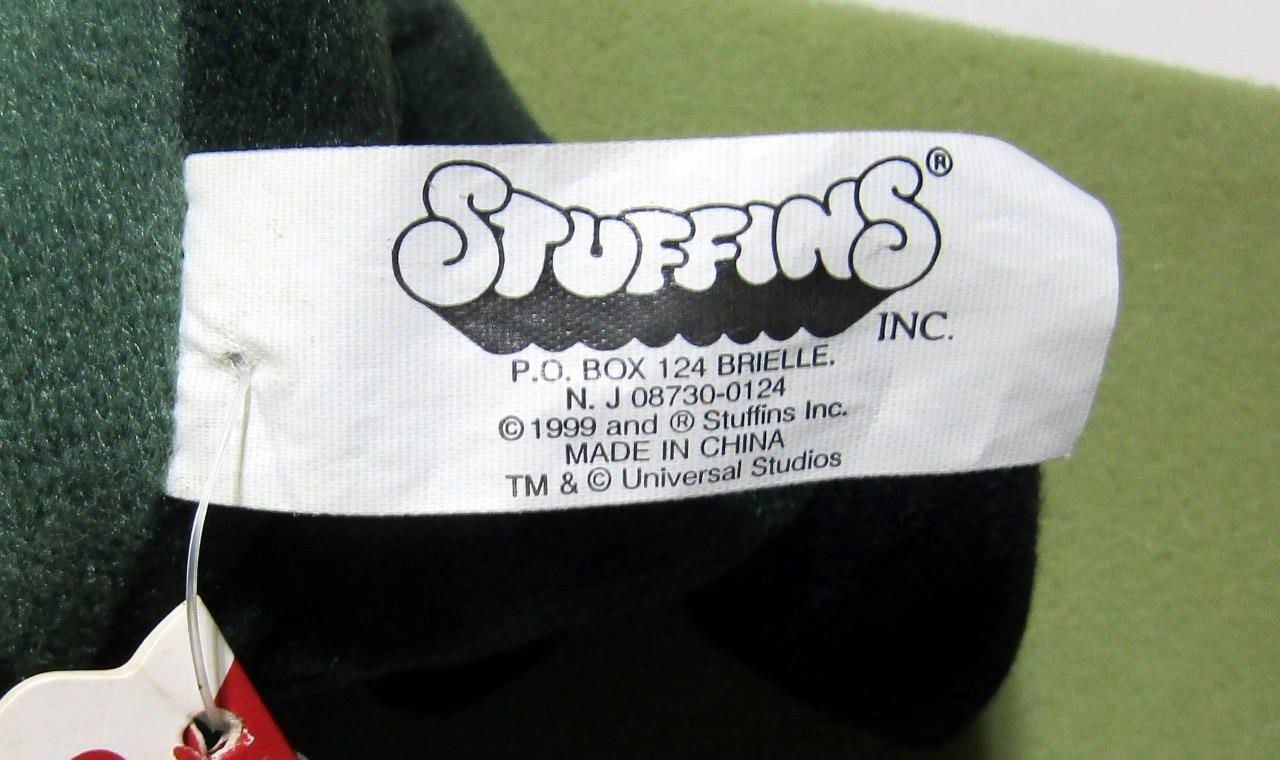 STUFFINS®
INC.
P.O. BOX 124 BRIELLE.
N. J 08730-0124
© 1999 and ® Stuffins Inc.
MADE IN CHINA
TM & © Universal Studios